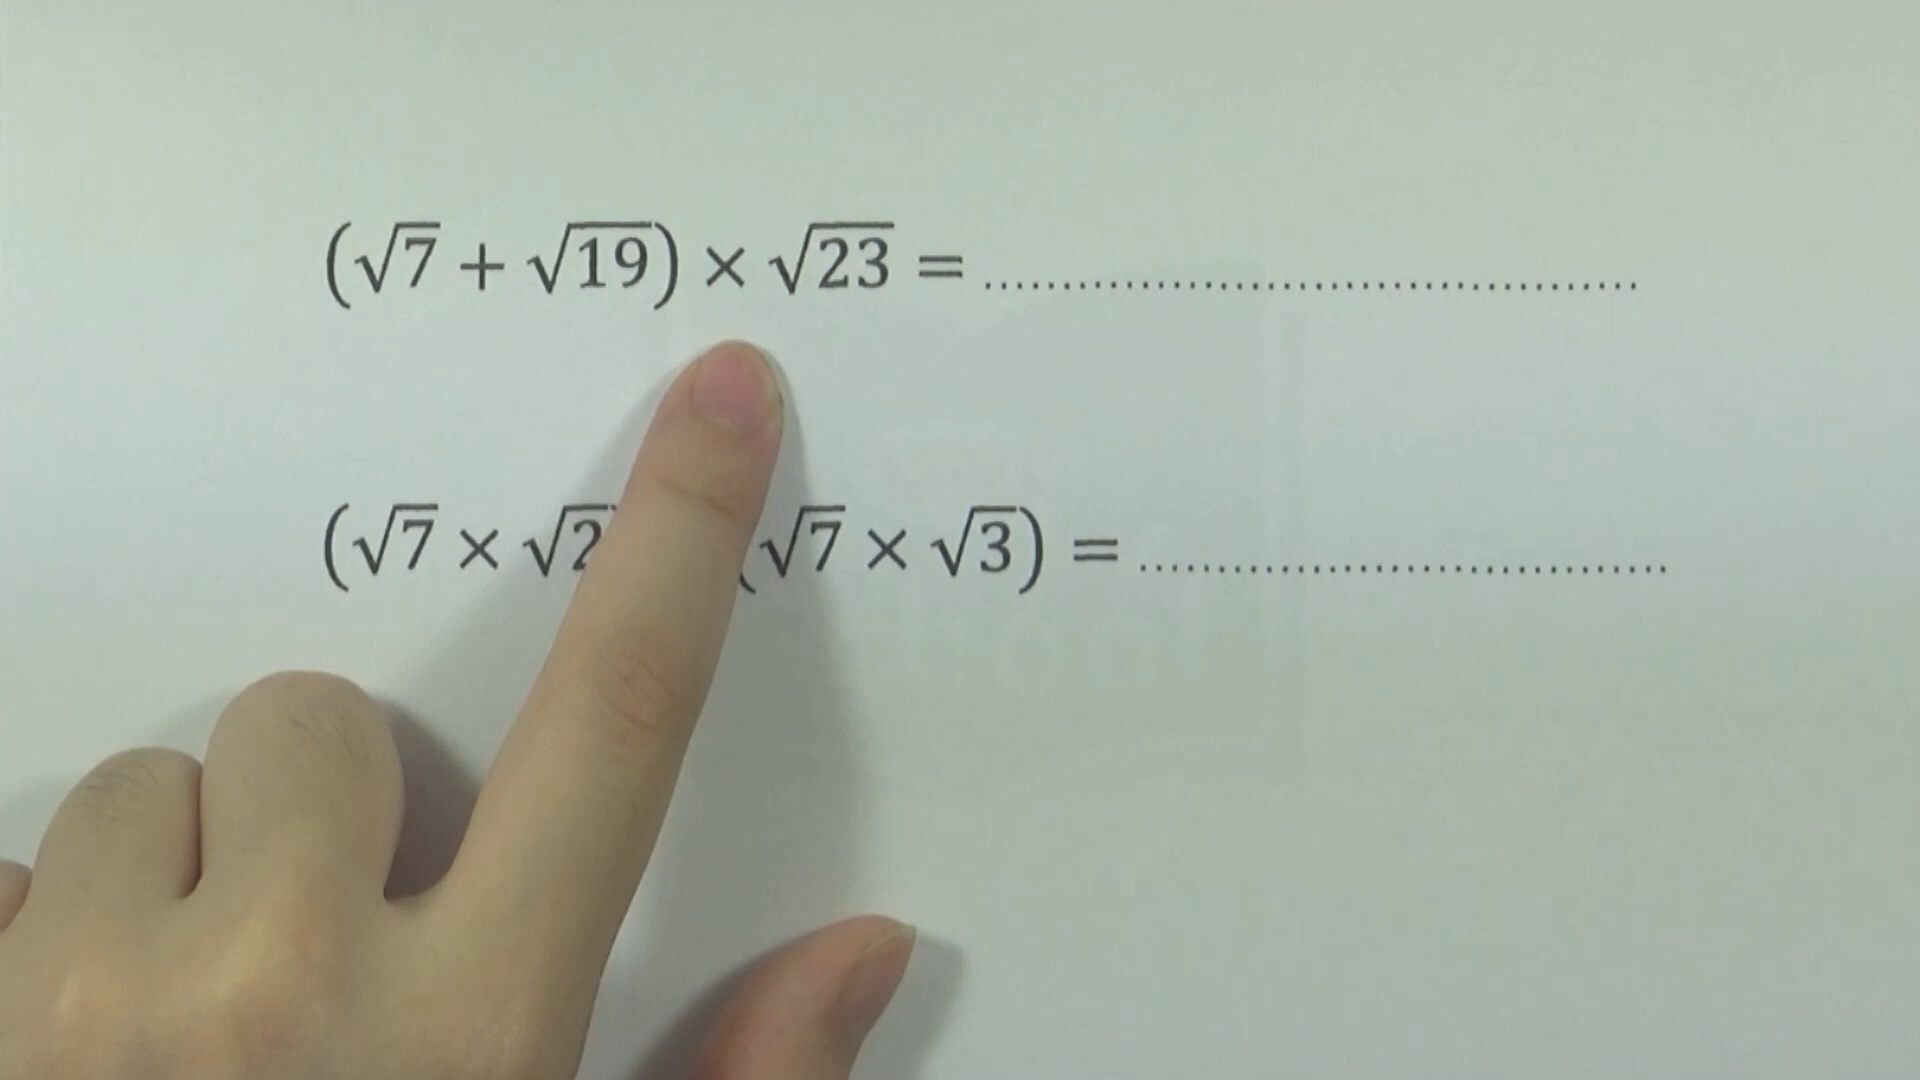 (√7 + √19) × √23 = ..........................................
(√7 × √2 (√7 × √3) = ..................................